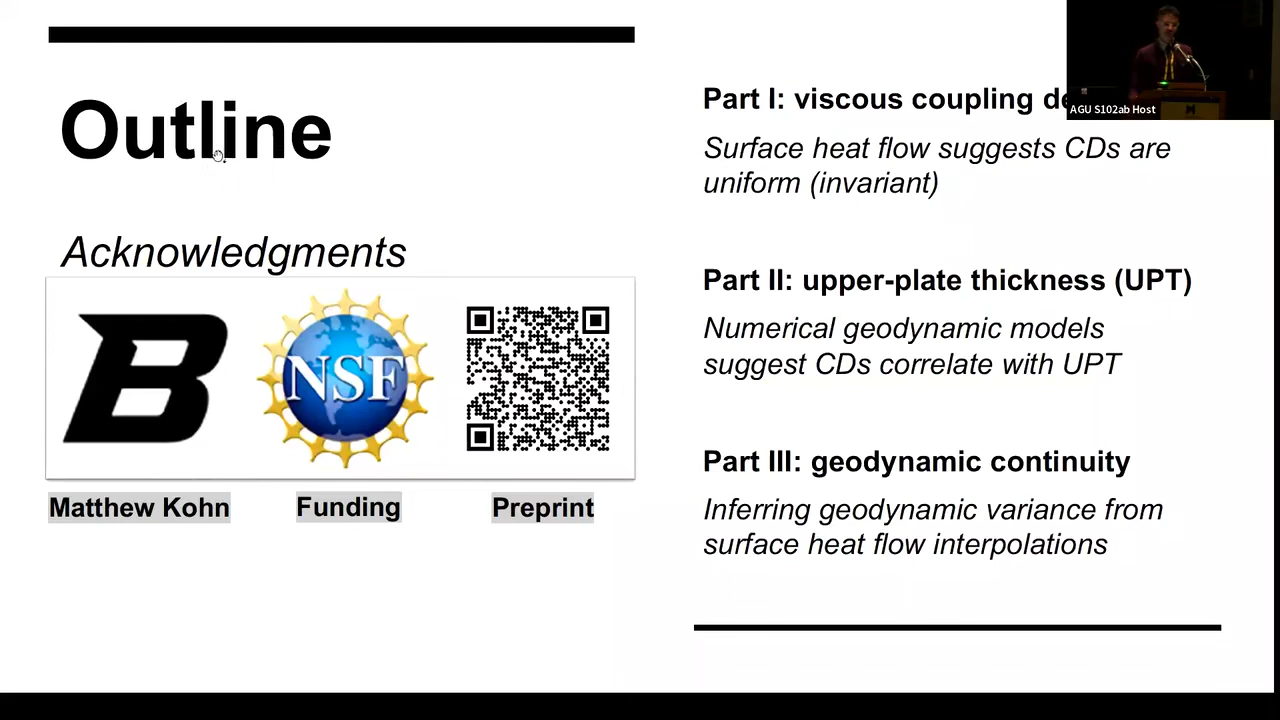 Outline
Acknowledgments
B
NSF
Matthew Kohn
Funding
Preprint
Part I: viscous coupling
Surface heat flow suggests CDs are
uniform (invariant)
Part II: upper-plate thickness (UPT)
Numerical geodynamic models
suggest CDs correlate with UPT
Part III: geodynamic continuity
Inferring geodynamic variance from
surface heat flow interpolations
AGU S102ab Host